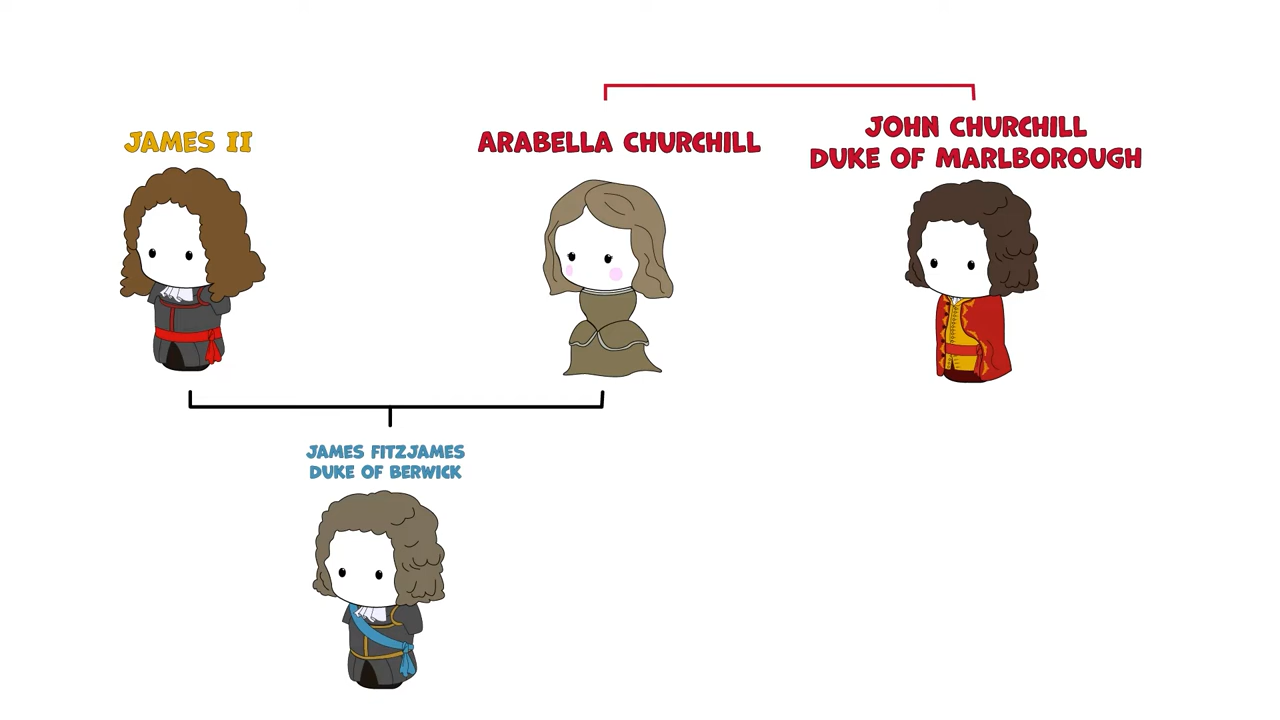 JAMES II
ARABELLA CHURCHILL
JOHN CHURCHILL
DUKE OF MARLBOROUGH
JAMES FITZJAMES
DUKE OF BERWICK